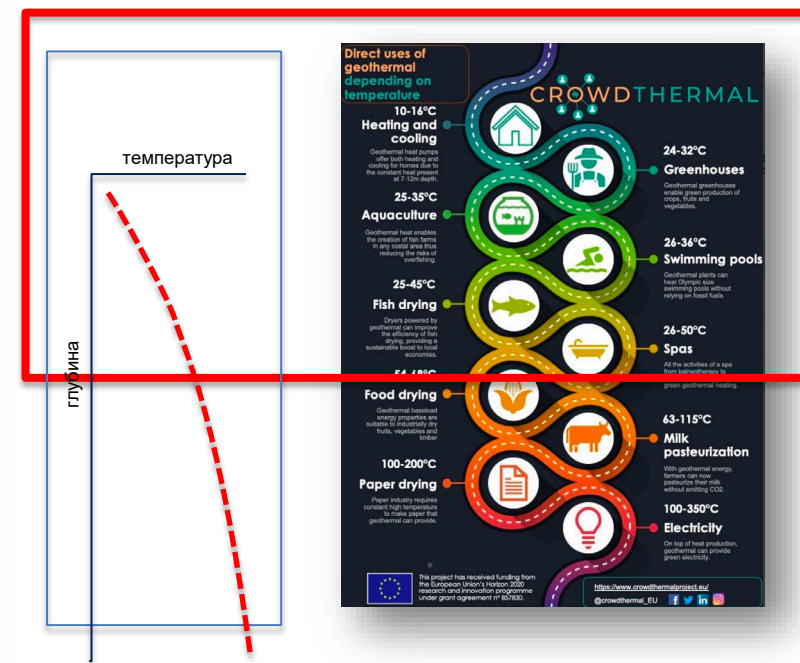 температура
глубина
Direct uses of
geothermal
depending on
temperature
CROWDTHERMAL
10-16°C
Heating and
cooling
Geothermal heat pumps
offer both heating and
cooling for homes due to
the constant heat present
at 7-12m depth.
24-32°C
Greenhouses
Geothermal greenhouses
enable green production of
crops, fruits and
vegetables.
25-35°C
Aquaculture
Geothermal heat enables
the creation of fish farms
in any costal area thus
reducing the risks of
overfishing.
26-36°C
Swimming pools
Geothermal plants can
heat Olympic size
swimming pools without
relying on fossil fuels.
25-45°C
Fish drying
Dryers powered by
geothermal can improve
the efficiency of fish
drying, providing a
sustainable boost to local
economies.
26-50°C
Spas
All the activities of a spa
from balneotherapy to
green geothermal heating.
Food drying
Geothermal baseload
energy properties are
suitable to industrially dry
fruits, vegetables and
timber
63-115°C
Milk
pasteurization
With geothermal energy,
farmers can now
pasteurize their milk
without emitting CO2.
100-200°C
Paper drying
Paper industry requires
constant high temperature
to make paper that
geothermal can provide.
100-350°C
Electricity
On top of heat production,
geothermal can provide
green electricity.
This project has received funding from
the European Union's Horizon 2020
research and innovation programme
under grant agreement n° 857830.
https://www.crowdthermalproject.eu/
@crowdthermal_EU